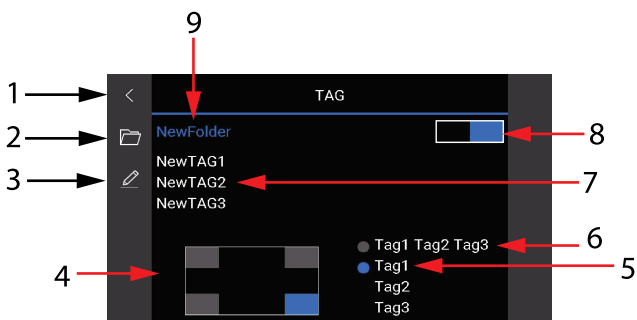 9
1
TAG
2
NewFolder
8
NewTAG1
3
NewTAG2
7
NewTAG3
Tag1 Tag2 Tag3
6
4
Tag1
5
Tag2
Tag3